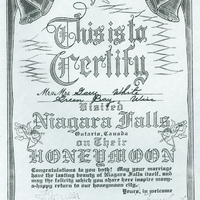 This is to
Certify
Mr. & Mrs. Dave White
Green Bay, Wisc
Visited
Niagara Falls
Ontario, Canada
on Their
HONEYMOON
Congratulations to you both! May your marriage
have the lasting beauty of Niagara Falls itself, and
may the felicity which you share here inspire many
a happy return to our honeymoon city.
Yours, in welcome